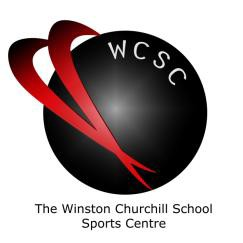 WCSC
The Winston Churchill School
Sports Centre